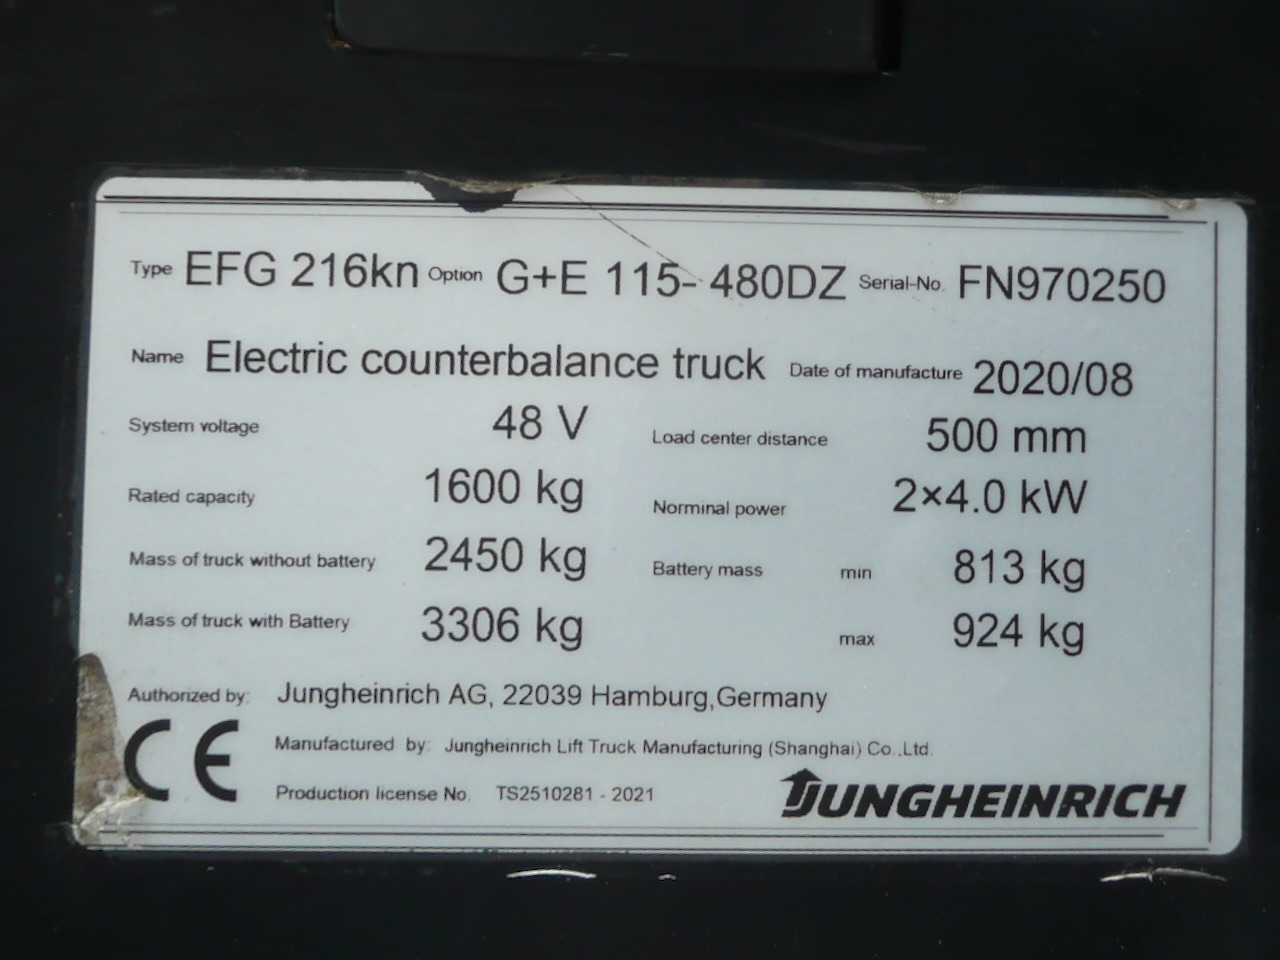 Type EFG 216kn Option G+E 115-480DZ Serial-No. FN970250
Name Electric counterbalance truck Date of manufacture 2020/08
System voltage 48 V Load center distance 500 mm
Rated capacity 1600 kg Norminal power 2×4.0 kW
Mass of truck without battery 2450 kg Battery mass min 813 kg
Mass of truck with Battery 3306 kg max 924 kg
Authorized by: Jungheinrich AG, 22039 Hamburg,Germany
CE Manufactured by: Jungheinrich Lift Truck Manufacturing (Shanghai) Co.,Ltd.
Production license No. TS2510281 - 2021 JUNGHEINRICH